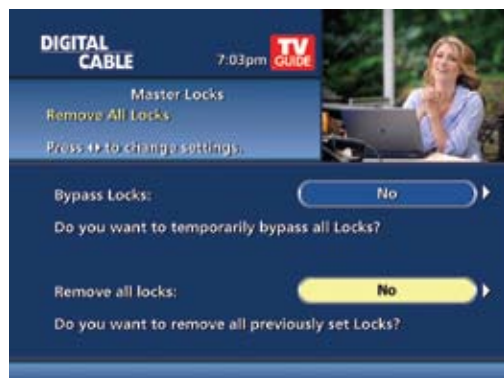 DIGITAL
CABLE
7:03pm
TV
GUIDE
Master Locks
Remove All Locks
Press ◂▸ to change settings.
Bypass Locks:
No
Do you want to temporarily bypass all Locks?
Remove all locks:
No
Do you want to remove all previously set Locks?